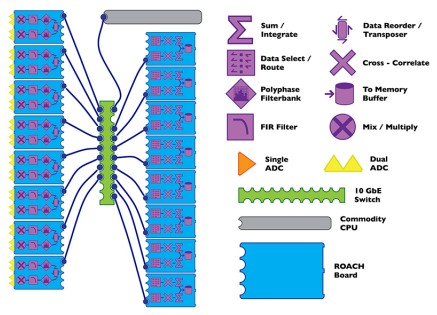 Sum /
Integrate
Data Reorder /
Transposer
Data Select /
Route
Cross - Correlate
Polyphase
Filterbank
To Memory
Buffer
FIR Filter
Mix / Multiply
Single
ADC
Dual
ADC
10 GbE
Switch
Commodity
CPU
ROACH
Board